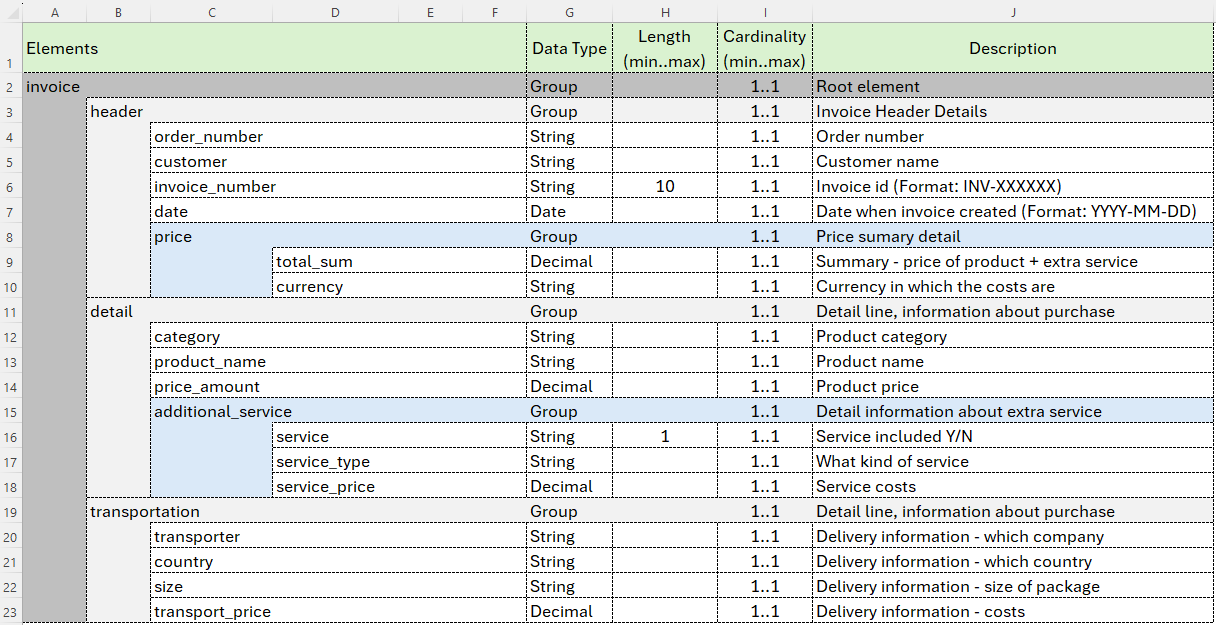 A B C D E F G H I J
1 Elements Data Type Length (min..max) Cardinality (min..max) Description
2 invoice Group 1..1 Root element
3 header Group 1..1 Invoice Header Details
4 order_number String 1..1 Order number
5 customer String 1..1 Customer name
6 invoice_number String 10 1..1 Invoice id (Format: INV-XXXXXX)
7 date Date 1..1 Date when invoice created (Format: YYYY-MM-DD)
8 price Group 1..1 Price sumary detail
9 total_sum Decimal 1..1 Summary - price of product + extra service
10 currency String 1..1 Currency in which the costs are
11 detail Group 1..1 Detail line, information about purchase
12 category String 1..1 Product category
13 product_name String 1..1 Product name
14 price_amount Decimal 1..1 Product price
15 additional_service Group 1..1 Detail information about extra service
16 service String 1 1..1 Service included Y/N
17 service_type String 1..1 What kind of service
18 service_price Decimal 1..1 Service costs
19 transportation Group 1..1 Detail line, information about purchase
20 transporter String 1..1 Delivery information - which company
21 country String 1..1 Delivery information - which country
22 size String 1..1 Delivery information - size of package
23 transport_price Decimal 1..1 Delivery information - costs